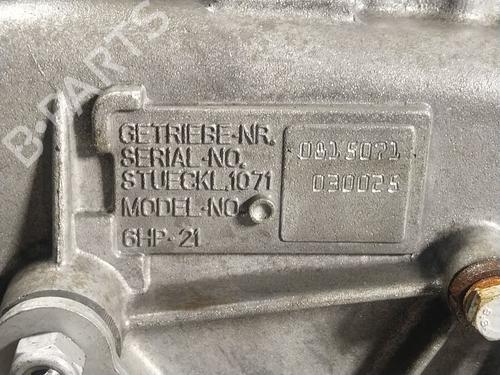 B-PARTS
GETRIEBE-NR.
SERIAL-NO. 0815071
STUECKL.1071 030025
MODEL-NO.
6HP-21